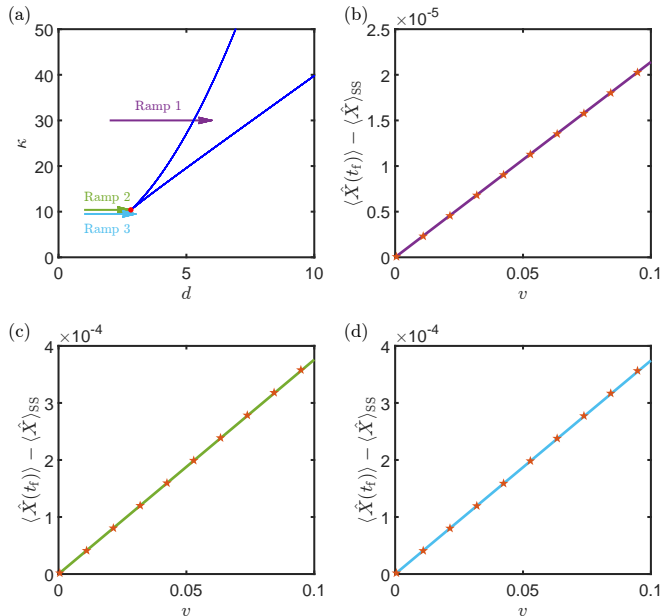 (a)
50
40
30
20
10
0
κ
Ramp 1
Ramp 2
Ramp 3
0
5
10
d
(b)
×10⁻⁵
2.5
2
1.5
1
0.5
0
⟨X̂(t_f)⟩ − ⟨X̂⟩_SS
0
0.05
0.1
v
(c)
×10⁻⁴
4
3
2
1
0
⟨X̂(t_f)⟩ − ⟨X̂⟩_SS
0
0.05
0.1
v
(d)
×10⁻⁴
4
3
2
1
0
⟨X̂(t_f)⟩ − ⟨X̂⟩_SS
0
0.05
0.1
v